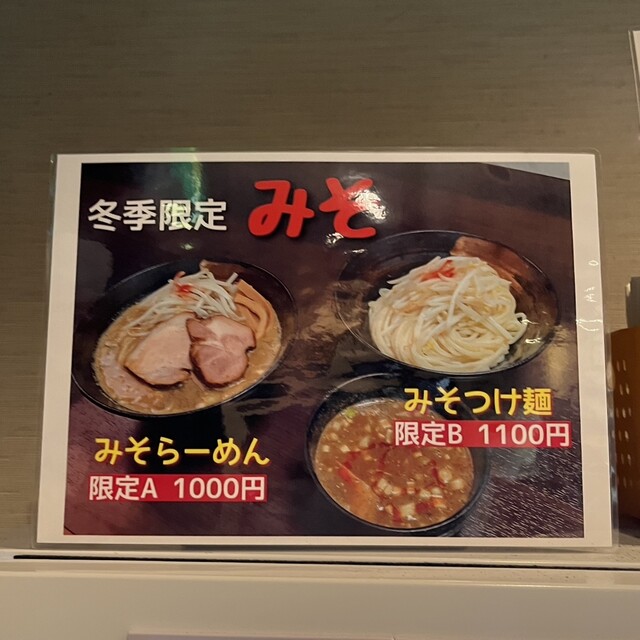 冬季限定 みそ
みそらーめん
限定A 1000円
みそつけ麺
限定B 1100円